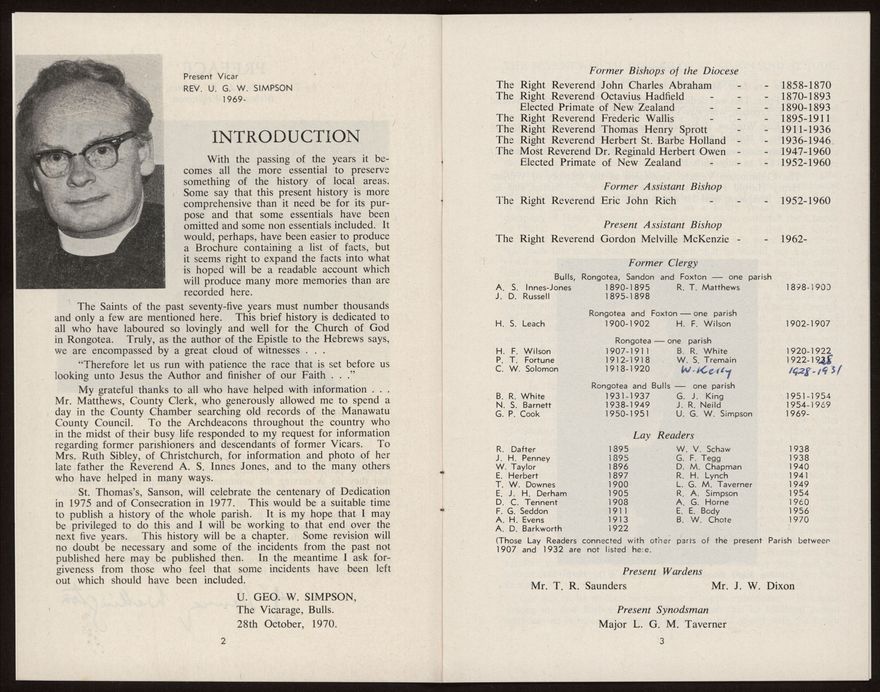 Present Vicar
REV. U. G. W. SIMPSON
1969-
INTRODUCTION
With the passing of the years it be-
comes all the more essential to preserve
something of the history of local areas.
Some say that this present history is more
comprehensive than it need be for its pur-
pose and that some essentials have been
omitted and some non essentials included. It
would, perhaps, have been easier to produce
a Brochure containing a list of facts, but
it seems right to expand the facts into what
is hoped will be a readable account which
will produce many more memories than are
recorded here.
The Saints of the past seventy-five years must number thousands
and only a few are mentioned here. This brief history is dedicated to
all who have laboured so lovingly and well for the Church of God
in Rongotea. Truly, as the author of the Epistle to the Hebrews says,
we are encompassed by a great cloud of witnesses . . .
"Therefore let us run with patience the race that is set before us
looking unto Jesus the Author and finisher of our Faith . . ."
My grateful thanks to all who have helped with information . . .
Mr. Matthews, County Clerk, who generously allowed me to spend a
day in the County Chamber searching old records of the Manawatu
County Council. To the Archdeacons throughout the country who
in the midst of their busy life responded to my request for information
regarding former parishioners and descendants of former Vicars. To
Mrs. Ruth Sibley, of Christchurch, for information and photo of her
late father the Reverend A. S. Innes Jones, and to the many others
who have helped in many ways.
St. Thomas's, Sanson, will celebrate the centenary of Dedication
in 1975 and of Consecration in 1977. This would be a suitable time
to publish a history of the whole parish. It is my hope that I may
be privileged to do this and I will be working to that end over the
next five years. This history will be a chapter. Some revision will
no doubt be necessary and some of the incidents from the past not
published here may be published then. In the meantime I ask for-
giveness from those who feel that some incidents have been left
out which should have been included.
U. GEO. W. SIMPSON,
The Vicarage, Bulls.
28th October, 1970.
2
Former Bishops of the Diocese
The Right Reverend John Charles Abraham - - 1858-1870
The Right Reverend Octavius Hadfield - - - 1870-1893
Elected Primate of New Zealand - - - 1890-1893
The Right Reverend Frederic Wallis - - - 1895-1911
The Right Reverend Thomas Henry Sprott - - 1911-1936
The Right Reverend Herbert St. Barbe Holland - - 1936-1946
The Most Reverend Dr. Reginald Herbert Owen - - 1947-1960
Elected Primate of New Zealand - - - 1952-1960
Former Assistant Bishop
The Right Reverend Eric John Rich - - - 1952-1960
Present Assistant Bishop
The Right Reverend Gordon Melville McKenzie - - 1962-
Former Clergy
Bulls, Rongotea, Sandon and Foxton — one parish
A. S. Innes-Jones 1890-1895 R. T. Matthews 1898-1900
J. D. Russell 1895-1898
Rongotea and Foxton — one parish
H. S. Leach 1900-1902 H. F. Wilson 1902-1907
Rongotea — one parish
H. F. Wilson 1907-1911 B. R. White 1920-1922
P. T. Fortune 1912-1918 W. S. Tremain 1922-1928
C. W. Solomon 1918-1920 W. Kelly 1928-1931
Rongotea and Bulls — one parish
B. R. White 1931-1937 G. J. King 1951-1954
N. S. Barnett 1938-1949 J. R. Neild 1954-1969
G. P. Cook 1950-1951 U. G. W. Simpson 1969-
Lay Readers
R. Dafter 1895 W. V. Schaw 1938
J. H. Penney 1895 G. F. Tegg 1938
W. Taylor 1896 D. M. Chapman 1940
E. Herbert 1897 R. H. Lynch 1941
T. W. Downes 1900 L. G. M. Taverner 1949
E. J. H. Derham 1905 R. A. Simpson 1954
D. C. Tennent 1908 A. G. Horne 1960
F. G. Seddon 1911 E. E. Body 1956
A. H. Evens 1913 B. W. Chote 1970
A. D. Barkworth 1922
(Those Lay Readers connected with other parts of the present Parish between
1907 and 1932 are not listed here.
Present Wardens
Mr. T. R. Saunders Mr. J. W. Dixon
Present Synodsman
Major L. G. M. Taverner
3